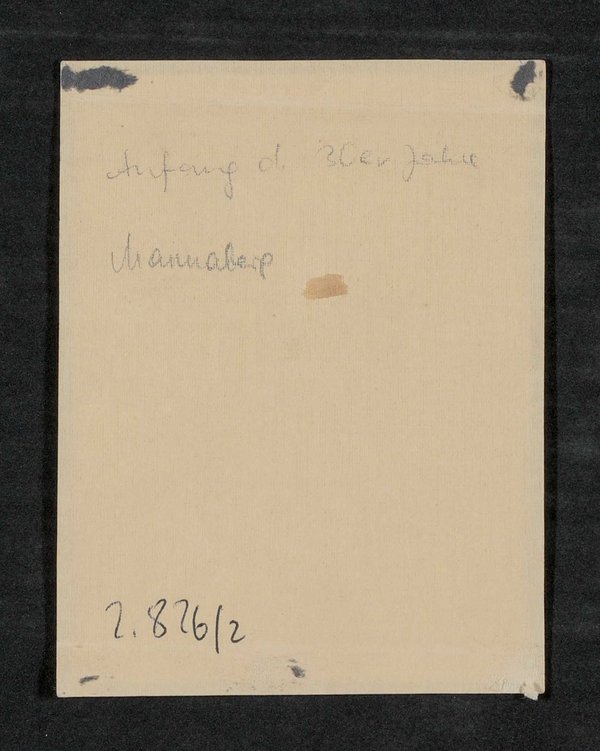 Anfang d. 30er Jahre
Mannaberg
2.826/2